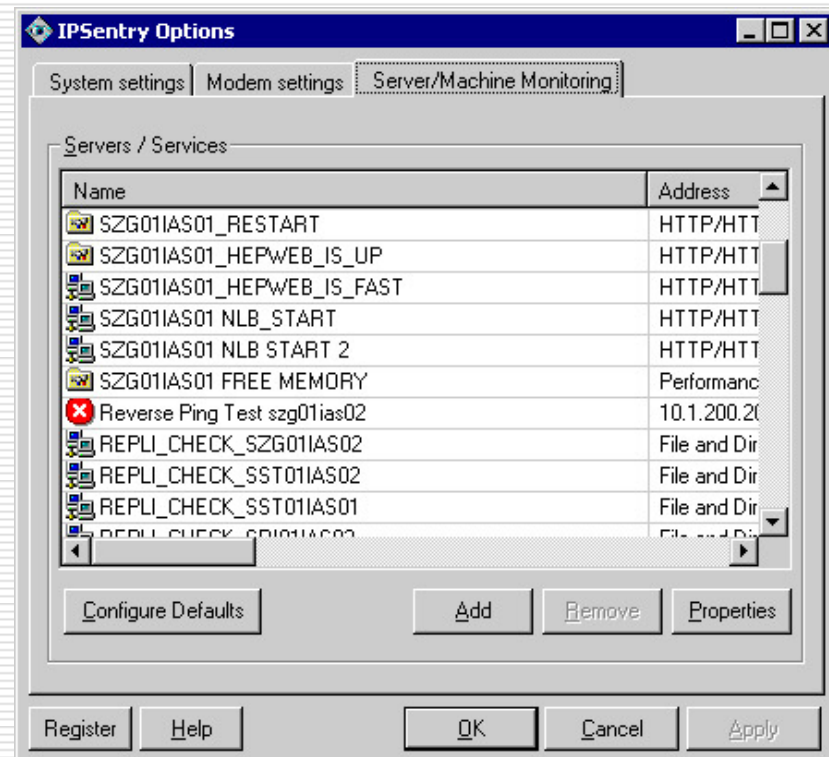 IPSentry Options
System settings Modem settings Server/Machine Monitoring
Servers / Services
Name Address
SZG01IAS01_RESTART HTTP/HTT
SZG01IAS01_HEPWEB_IS_UP HTTP/HTT
SZG01IAS01_HEPWEB_IS_FAST HTTP/HTT
SZG01IAS01 NLB_START HTTP/HTT
SZG01IAS01 NLB START 2 HTTP/HTT
SZG01IAS01 FREE MEMORY Performanc
Reverse Ping Test szg01ias02 10.1.200.20
REPLI_CHECK_SZG01IAS02 File and Dir
REPLI_CHECK_SST01IAS02 File and Dir
REPLI_CHECK_SST01IAS01 File and Dir
File and Dir
Configure Defaults Add Remove Properties
Register Help OK Cancel Apply